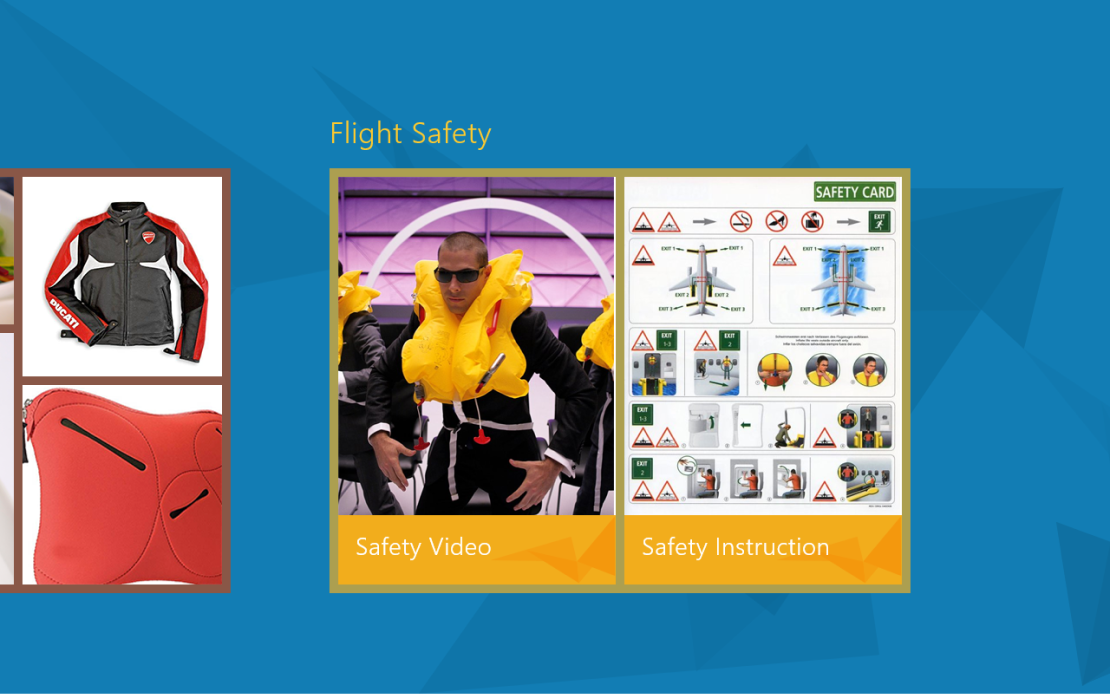 Flight Safety
DUCATI
SAFETY CARD
EXIT
EXIT 1
EXIT 1
EXIT 1
EXIT 1
EXIT 2
EXIT 2
EXIT 3
EXIT 3
EXIT 3
EXIT 3
EXIT
1-3
EXIT
2
EXIT
1-3
EXIT
2
Safety Video
Safety Instruction